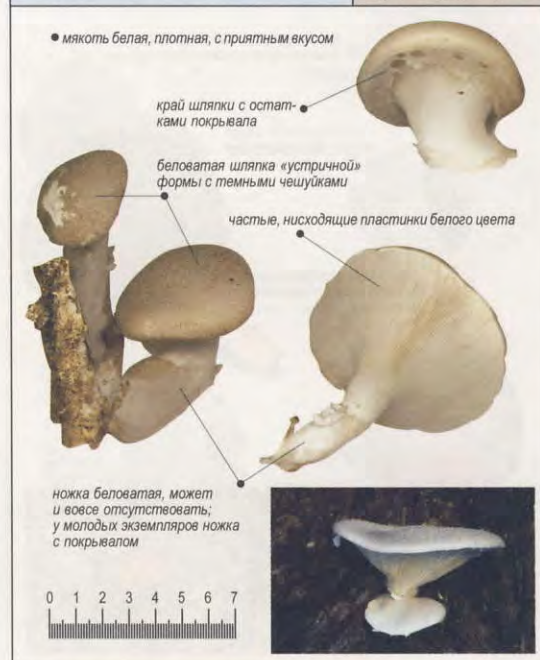 ● мякоть белая, плотная, с приятным вкусом
край шляпки с остат-
ками покрывала
беловатая шляпка «устричной»
формы с темными чешуйками
частые, нисходящие пластинки белого цвета
ножка беловатая, может
и вовсе отсутствовать;
у молодых экземпляров ножка
с покрывалом
0 1 2 3 4 5 6 7